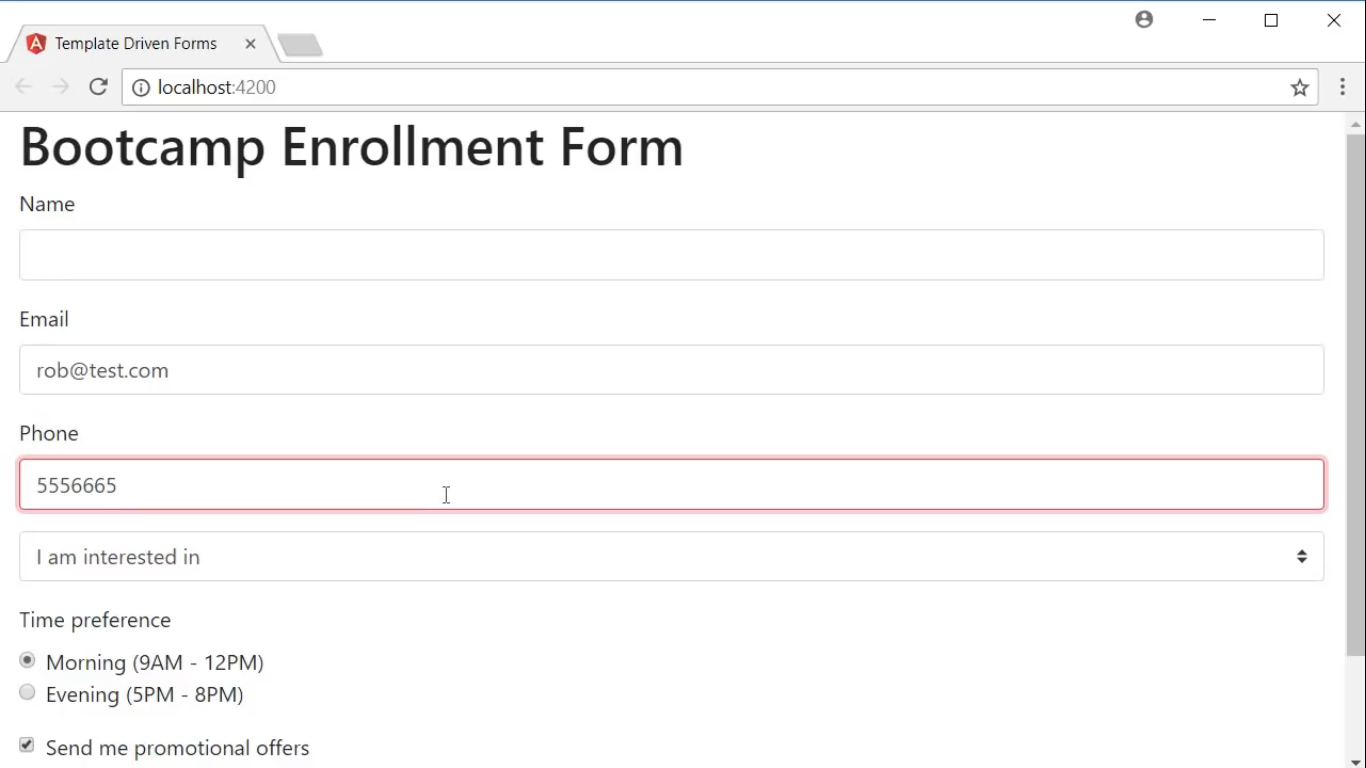 Template Driven Forms
localhost:4200
Bootcamp Enrollment Form
Name
Email
rob@test.com
Phone
5556665
I am interested in
Time preference
Morning (9AM - 12PM)
Evening (5PM - 8PM)
Send me promotional offers